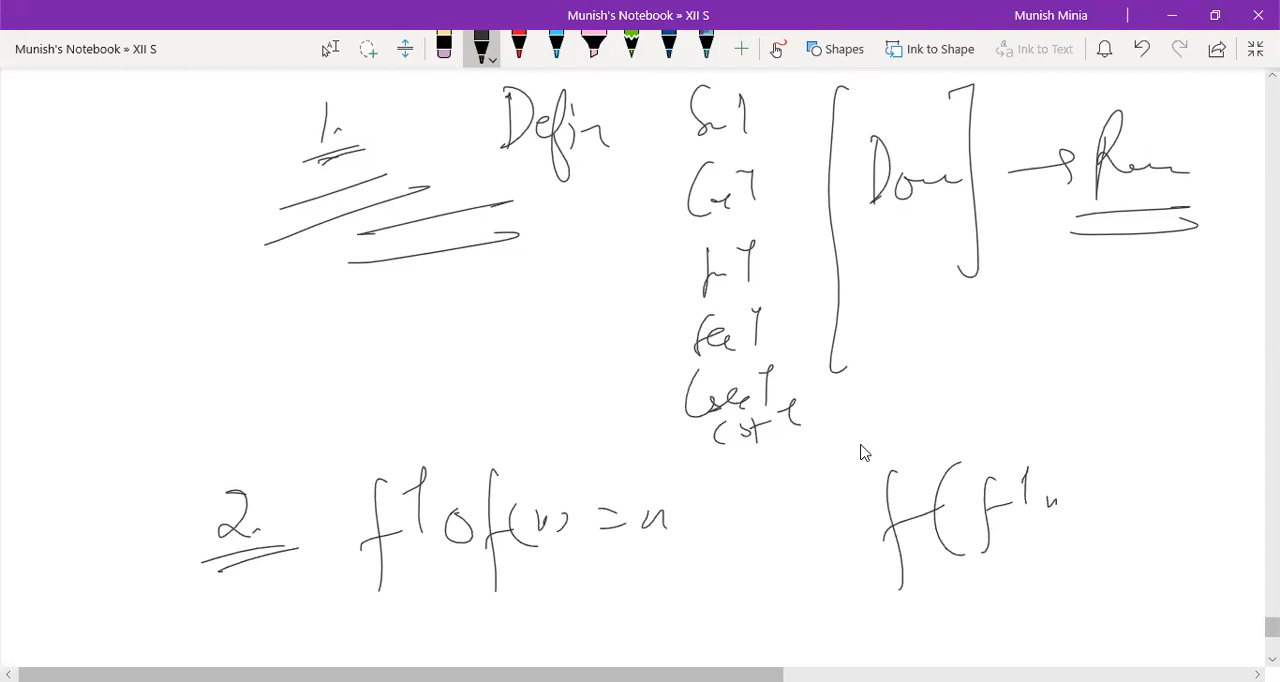 Munish's Notebook » XII S
Munish Minia
Munish's Notebook » XII S
Shapes
Ink to Shape
Ink to Text
1.
Defin
Sin⁻¹
Cos⁻¹
tan⁻¹
Sec⁻¹
Cosec⁻¹
Cot⁻¹
[Dom] →
2.
f⁻¹of(x) = x
f(f⁻¹x